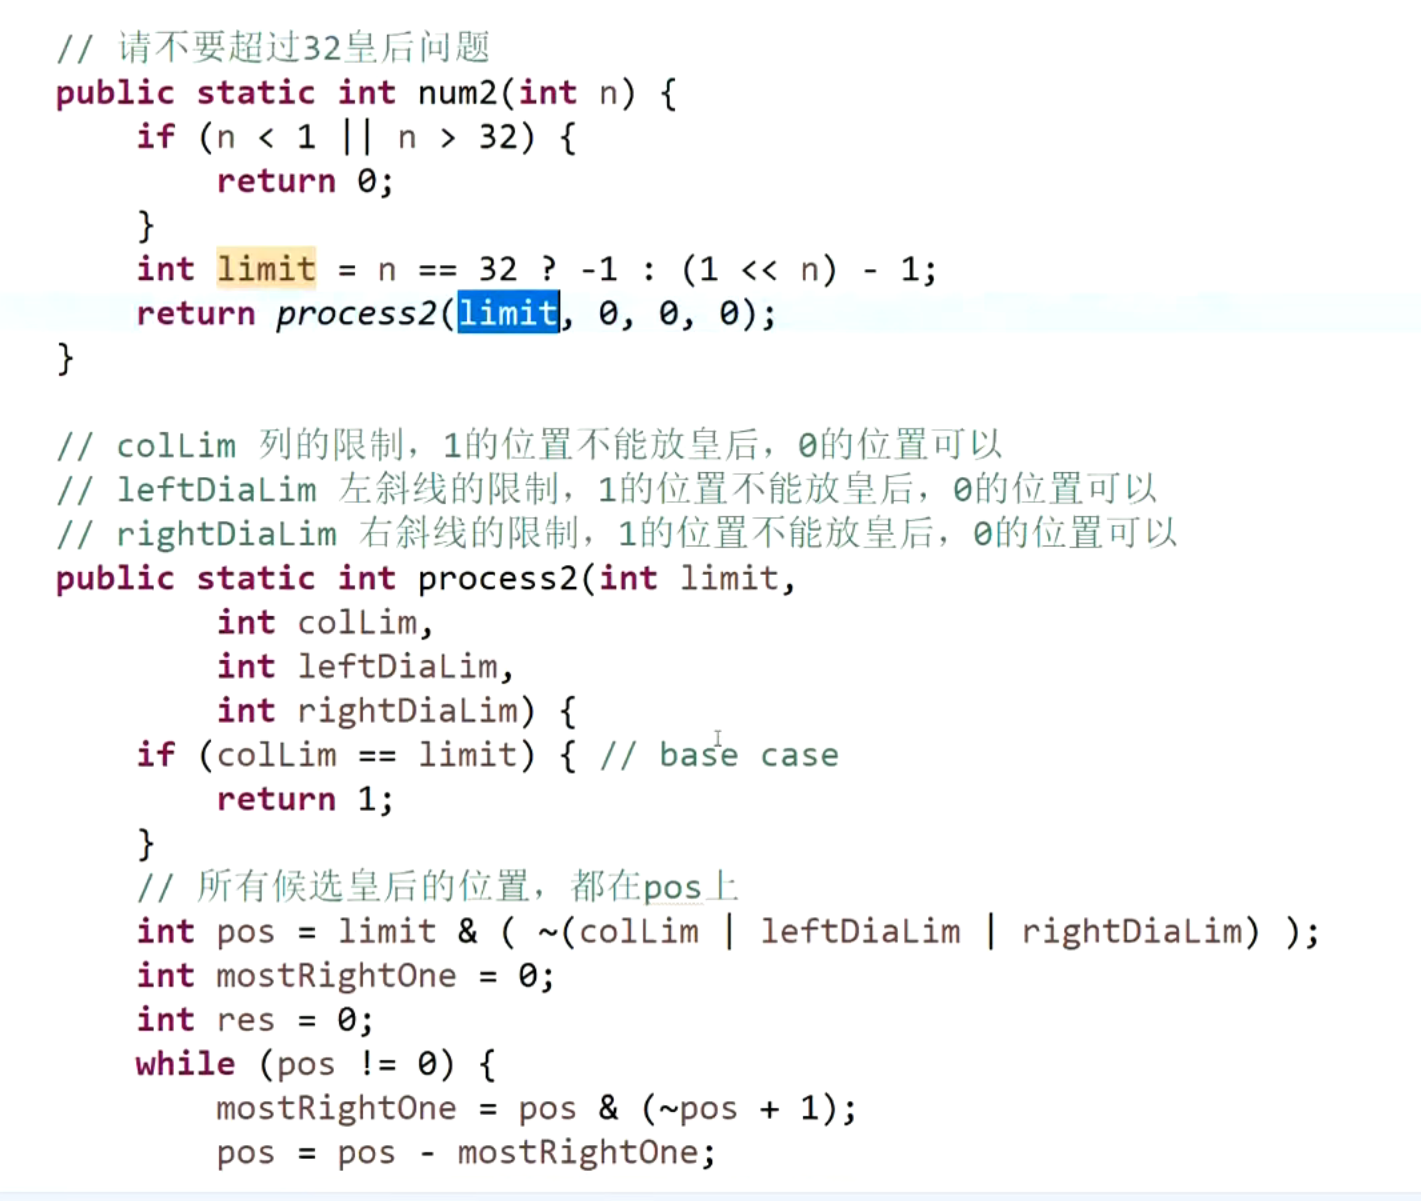 // 请不要超过32皇后问题
public static int num2(int n) {
    if (n < 1 || n > 32) {
        return 0;
    }
    int limit = n == 32 ? -1 : (1 << n) - 1;
    return process2(limit, 0, 0, 0);
}
// colLim 列的限制，1的位置不能放皇后，0的位置可以
// leftDiaLim 左斜线的限制，1的位置不能放皇后，0的位置可以
// rightDiaLim 右斜线的限制，1的位置不能放皇后，0的位置可以
public static int process2(int limit,
        int colLim,
        int leftDiaLim,
        int rightDiaLim) {
    if (colLim == limit) { // base case
        return 1;
    }
    // 所有候选皇后的位置，都在pos上
    int pos = limit & ( ~(colLim | leftDiaLim | rightDiaLim) );
    int mostRightOne = 0;
    int res = 0;
    while (pos != 0) {
        mostRightOne = pos & (~pos + 1);
        pos = pos - mostRightOne;